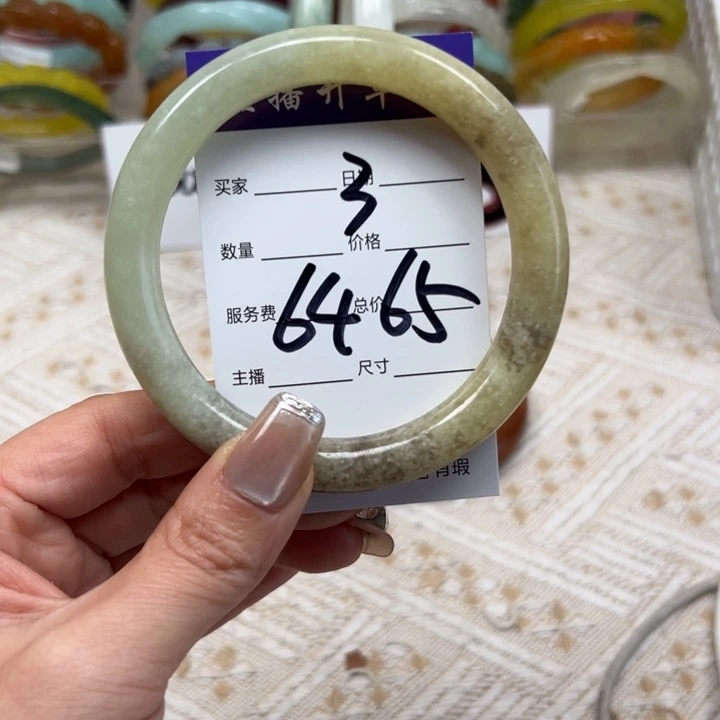 播开单
买家 日期
3
数量 价格
服务费 总价
64 65
主播 尺寸
有瑕